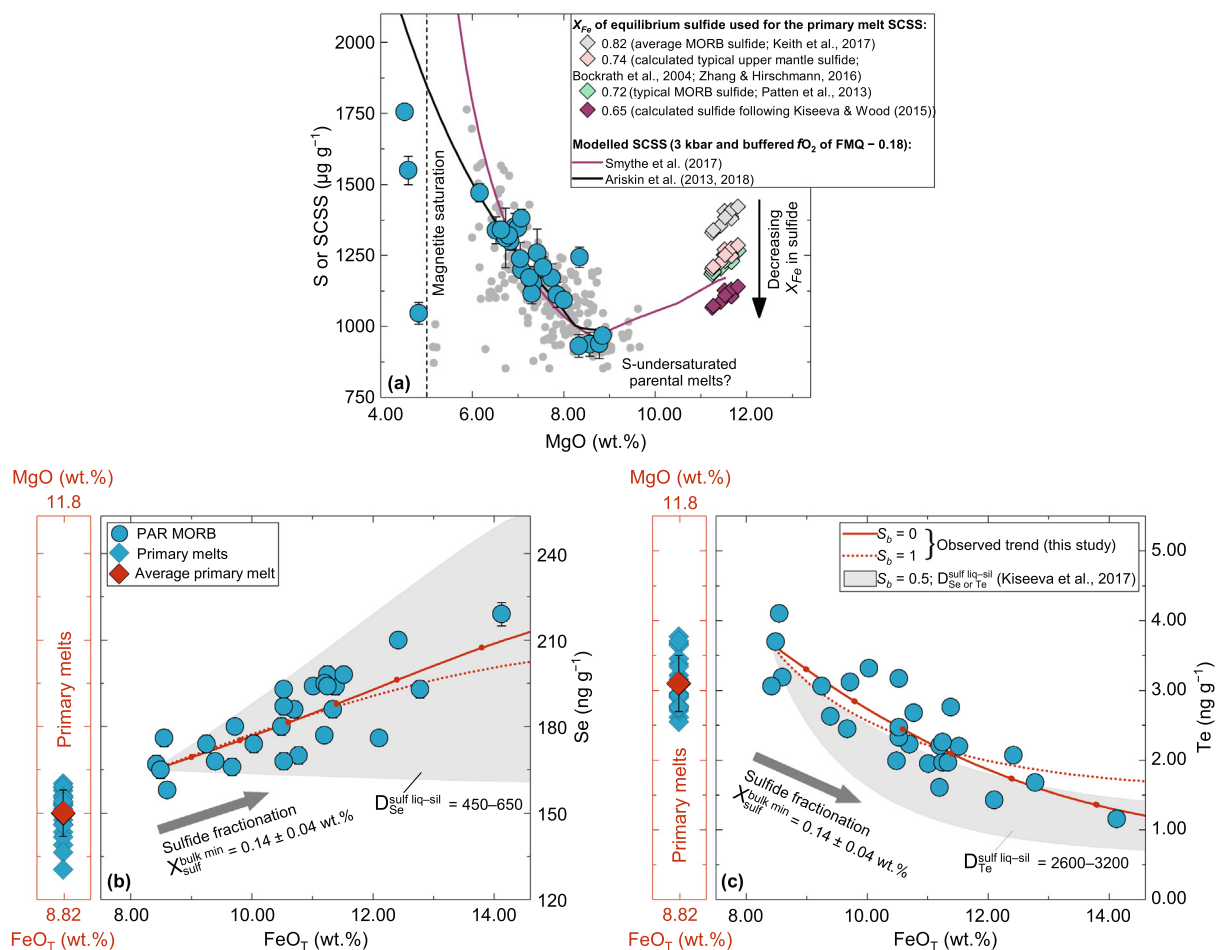 2000
1750
1500
1250
1000
750
S or SCSS (µg g⁻¹)
Magnetite saturation
X_Fe of equilibrium sulfide used for the primary melt SCSS:
0.82 (average MORB sulfide; Keith et al., 2017)
0.74 (calculated typical upper mantle sulfide;
Bockrath et al., 2004; Zhang & Hirschmann, 2016)
0.72 (typical MORB sulfide; Patten et al., 2013)
0.65 (calculated sulfide following Kiseeva & Wood (2015))
Modelled SCSS (3 kbar and buffered fO₂ of FMQ − 0.18):
Smythe et al. (2017)
Ariskin et al. (2013, 2018)
Decreasing
X_Fe in sulfide
S-undersaturated
parental melts?
(a)
4.00 6.00 8.00 10.00 12.00
MgO (wt.%)
MgO (wt.%)
11.8
Primary melts
8.82
FeO_T (wt.%)
PAR MORB
Primary melts
Average primary melt
240
210
180
150
120
Se (ng g⁻¹)
D_Se^sulf liq–sil = 450–650
Sulfide fractionation
X_sulf^bulk min = 0.14 ± 0.04 wt.%
(b)
8.00 10.00 12.00 14.00
FeO_T (wt.%)
MgO (wt.%)
11.8
Primary melts
8.82
FeO_T (wt.%)
S_b = 0
S_b = 1
} Observed trend (this study)
S_b = 0.5; D_Se or Te^sulf liq–sil (Kiseeva et al., 2017)
5.00
4.00
3.00
2.00
1.00
0.00
Te (ng g⁻¹)
Sulfide fractionation
X_sulf^bulk min = 0.14 ± 0.04 wt.%
D_Te^sulf liq–sil = 2600–3200
(c)
8.00 10.00 12.00 14.00
FeO_T (wt.%)